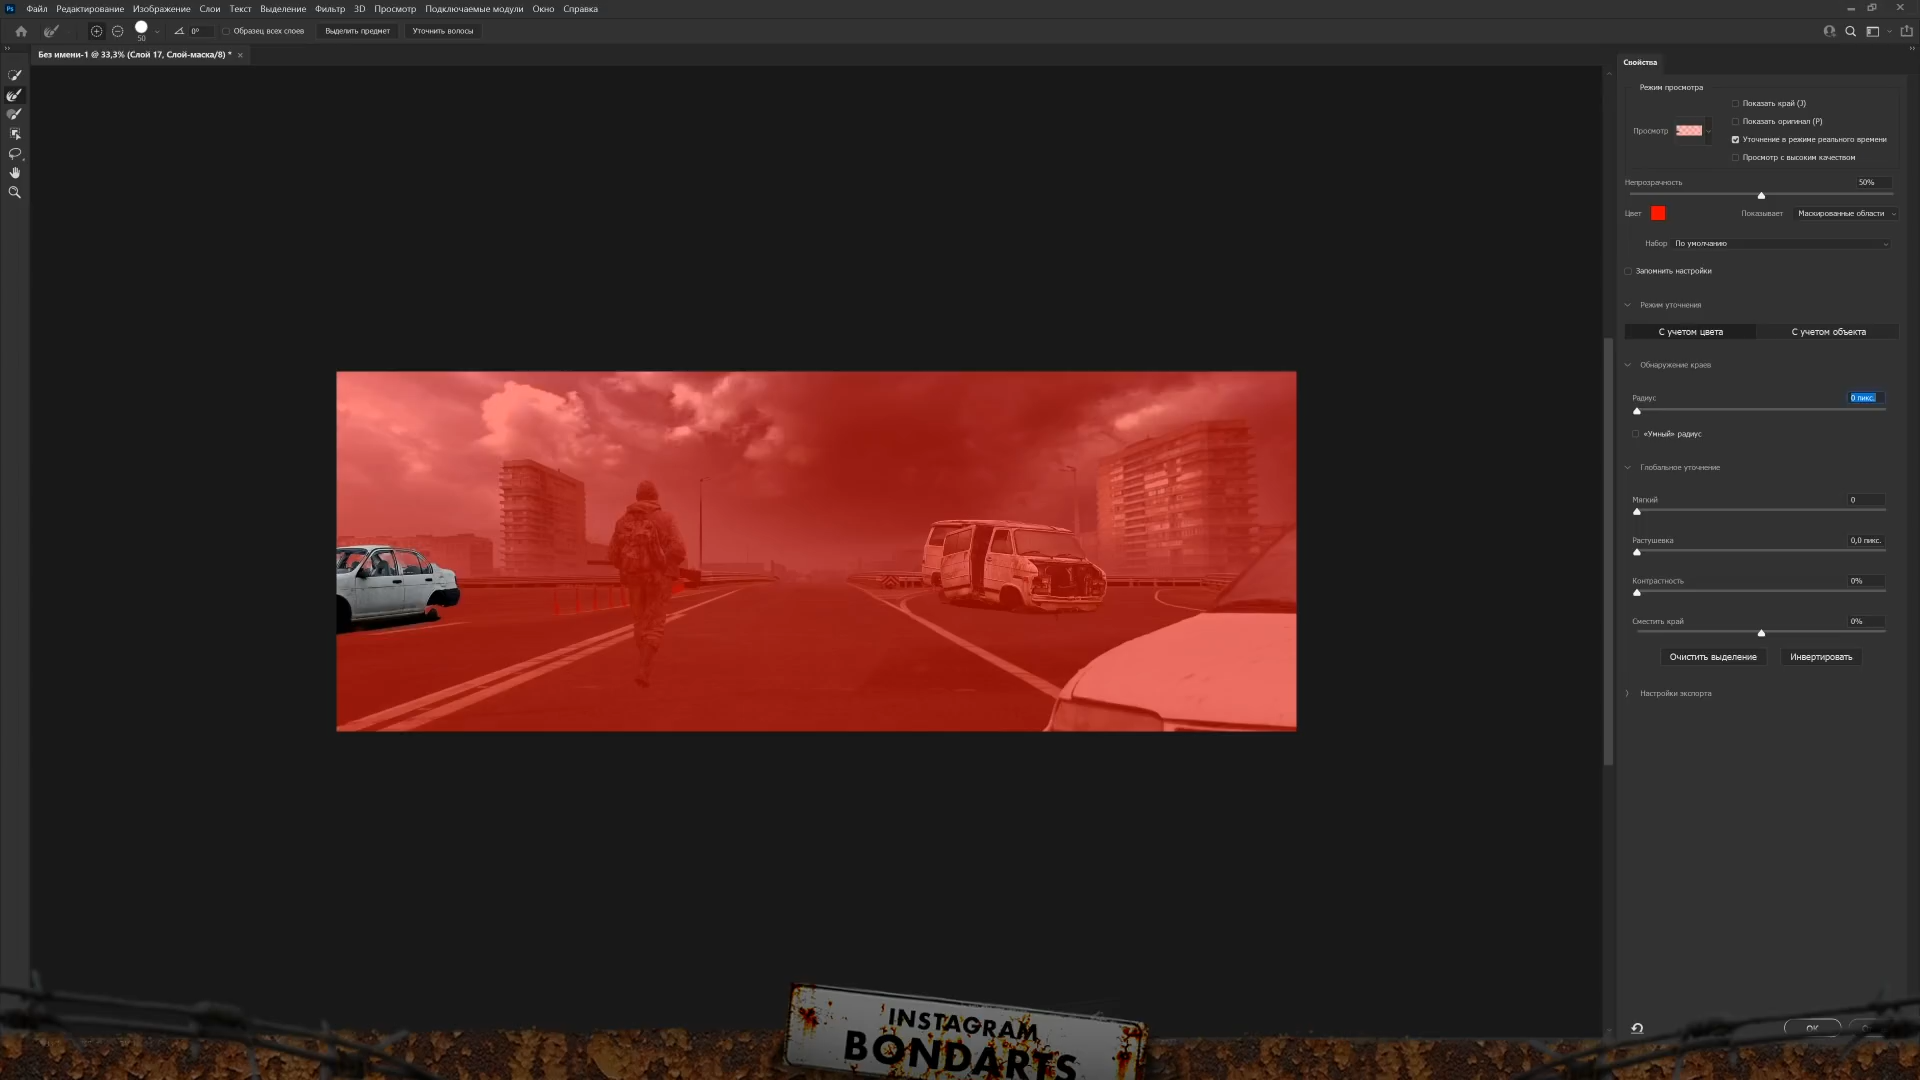 Ps Файл Редактирование Изображение Слои Текст Выделение Фильтр 3D Просмотр Подключаемые модули Окно Справка
50 0° Образец всех слоев Выделить предмет Уточнить волосы
Без имени-1 @ 33,3% (Слой 17, Слой-маска/8) * ×
Свойства
Режим просмотра
Показать край (J)
Показать оригинал (P)
Просмотр
Уточнение в режиме реального времени
Просмотр с высоким качеством
Непрозрачность 50%
Цвет Показывает Маскированные области
Набор По умолчанию
Запомнить настройки
Режим уточнения
С учетом цвета С учетом объекта
Обнаружение краев
Радиус 0 пикс.
«Умный» радиус
Глобальное уточнение
Мягкий 0
Растушевка 0,0 пикс.
Контрастность 0%
Сместить край 0%
Очистить выделение Инвертировать
Настройки экспорта
OK
INSTAGRAM
BONDARTS